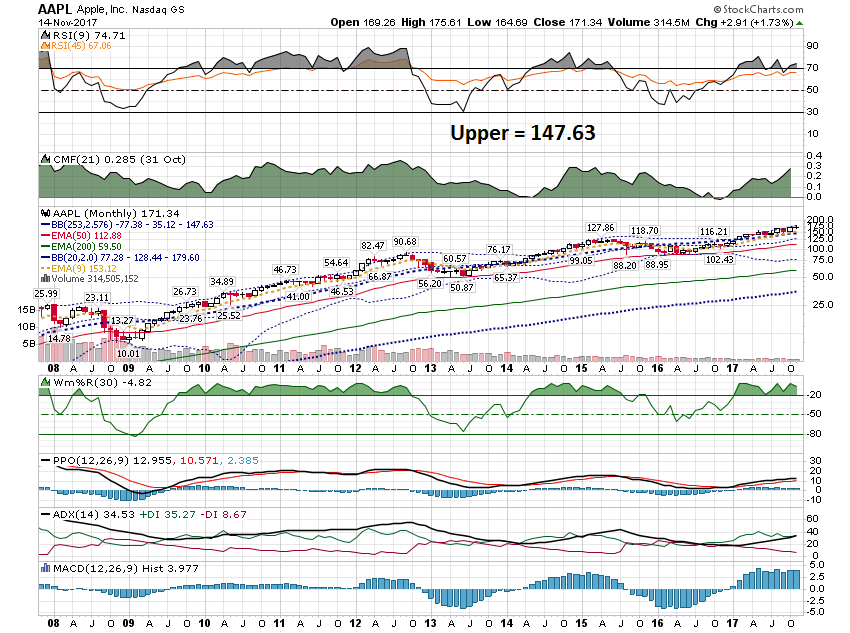 AAPL Apple, Inc. Nasdaq GS © StockCharts.com
14-Nov-2017 Open 169.26 High 175.61 Low 164.69 Close 171.34 Volume 314.5M Chg +2.91 (+1.73%)
RSI(9) 74.71
RSI(45) 67.06
90
70
50
30
10
Upper = 147.63
CMF(21) 0.285 (31 Oct)
0.4
0.3
0.2
0.1
0.0
AAPL (Monthly) 171.34
BB(253,2.576) -77.38 - 35.12 - 147.63
EMA(50) 112.88
EMA(200) 59.50
BB(20,2.0) 77.28 - 128.44 - 179.60
EMA(9) 153.12
Volume 314,505,152
200.0
150.0
125.0
100.0
75.0
50.0
25.0
15B
10B
5B
25.99
14.78
23.11
13.27
10.01
26.73
23.76
34.89
25.52
46.73
41.00
54.64
46.53
82.47
66.87
90.68
56.20
60.57
50.87
76.17
65.37
127.86
99.05
118.70
88.20
88.95
116.21
102.43
08 A J O 09 A J O 10 A J O 11 A J O 12 A J O 13 A J O 14 A J O 15 A J O 16 A J O 17 A J O
Wm%R(30) -4.82
-20
-50
-80
PPO(12,26,9) 12.955, 10.571, 2.385
30
20
10
0
-10
ADX(14) 34.53 +DI 35.27 -DI 8.67
60
40
20
0
MACD(12,26,9) Hist 3.977
5.0
2.5
0.0
-2.5
-5.0
08 A J O 09 A J O 10 A J O 11 A J O 12 A J O 13 A J O 14 A J O 15 A J O 16 A J O 17 A J O